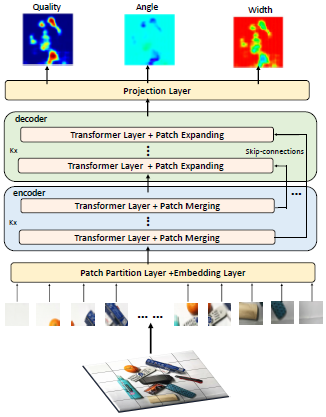 Quality Angle Width
Projection Layer
decoder
Transformer Layer + Patch Expanding
Kx
Skip-connections
Transformer Layer + Patch Expanding
...
encoder
Transformer Layer + Patch Merging
Kx
Transformer Layer + Patch Merging
Patch Partition Layer +Embedding Layer
... ...